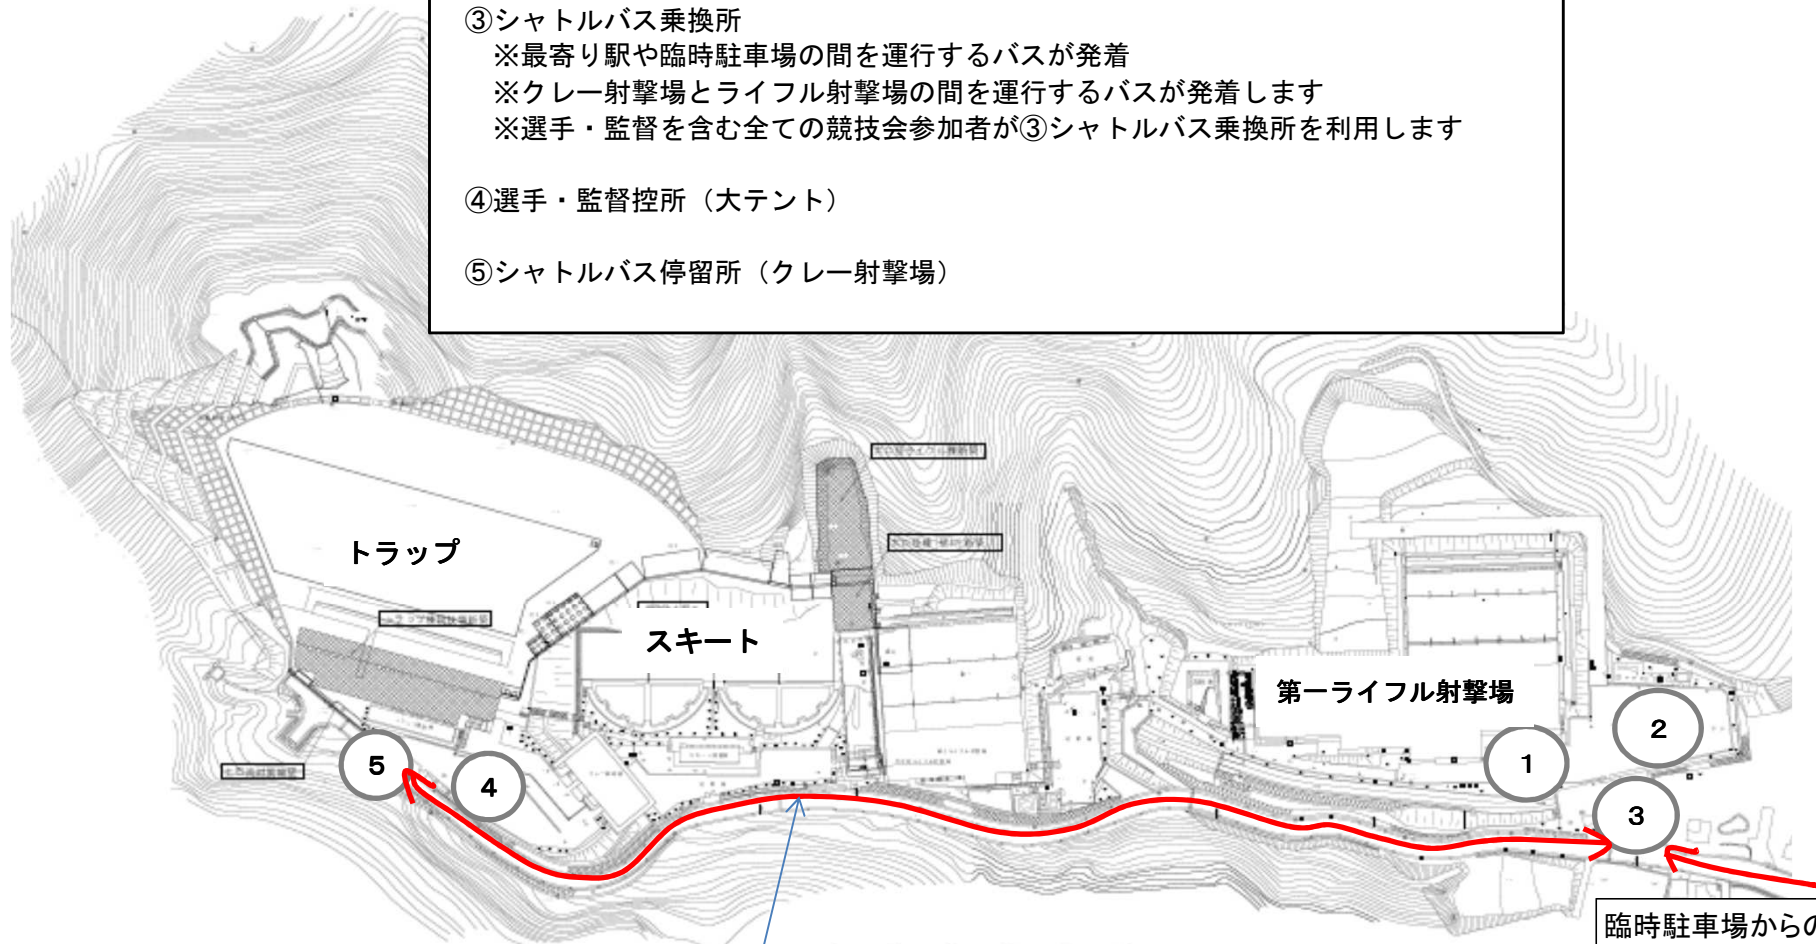 ③シャトルバス乗換所
※最寄り駅や臨時駐車場の間を運行するバスが発着
※クレー射撃場とライフル射撃場の間を運行するバスが発着します
※選手・監督を含む全ての競技会参加者が③シャトルバス乗換所を利用します
④選手・監督控所（大テント）
⑤シャトルバス停留所（クレー射撃場）
トラップ
スキート
第一ライフル射撃場
2
1
5
4
3
臨時駐車場からの